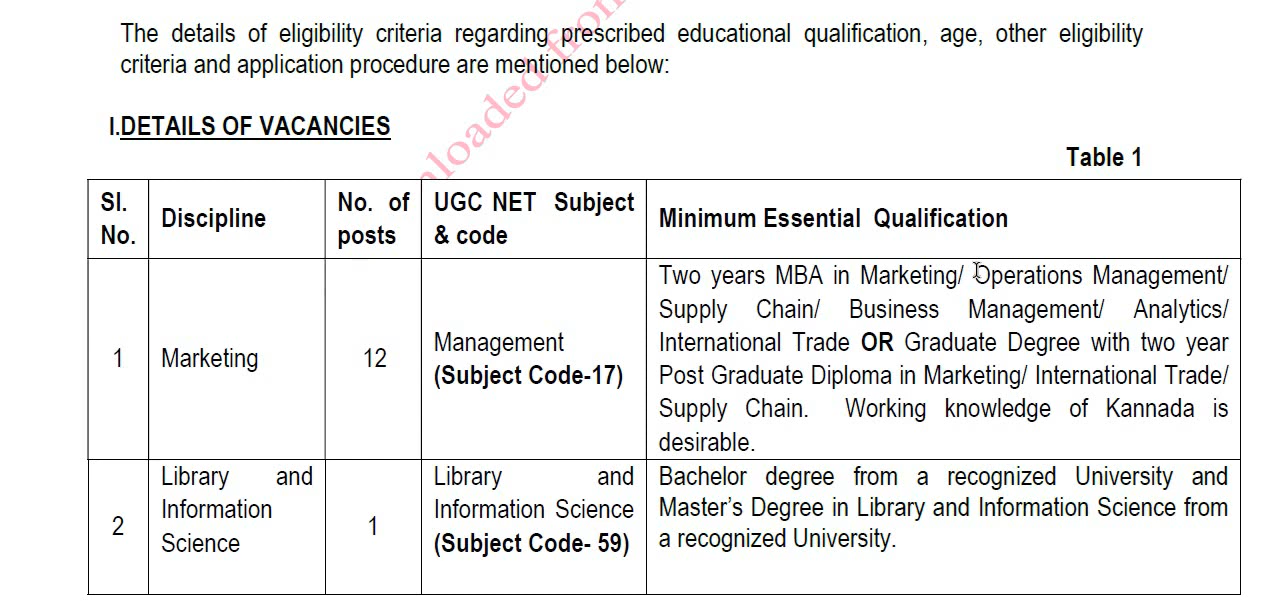 The details of eligibility criteria regarding prescribed educational qualification, age, other eligibility
criteria and application procedure are mentioned below:
I.DETAILS OF VACANCIES
Table 1
Sl. No.
Discipline
No. of posts
UGC NET Subject & code
Minimum Essential Qualification
1
Marketing
12
Management
(Subject Code-17)
Two years MBA in Marketing/ Operations Management/
Supply Chain/ Business Management/ Analytics/
International Trade OR Graduate Degree with two year
Post Graduate Diploma in Marketing/ International Trade/
Supply Chain. Working knowledge of Kannada is
desirable.
2
Library and
Information
Science
1
Library and
Information Science
(Subject Code- 59)
Bachelor degree from a recognized University and
Master's Degree in Library and Information Science from
a recognized University.